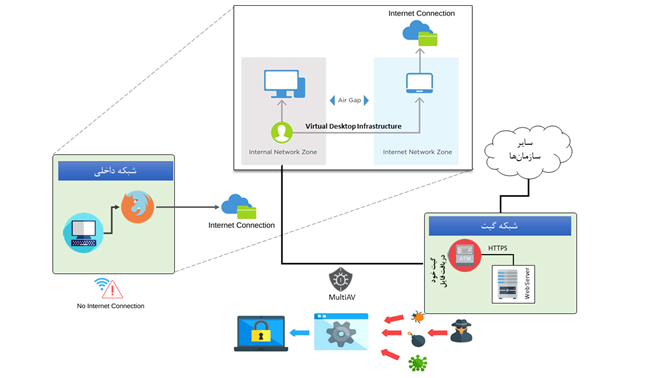 Internet Connection
Air Gap
Virtual Desktop Infrastructure
Internal Network Zone
Internet Network Zone
سایر
سازمان‌ها
شبکه داخلی
Internet Connection
No Internet Connection
شبکه گیت
HTTPS
ATM
گیت خود
دریافت فایل
WebServer
MultiAV